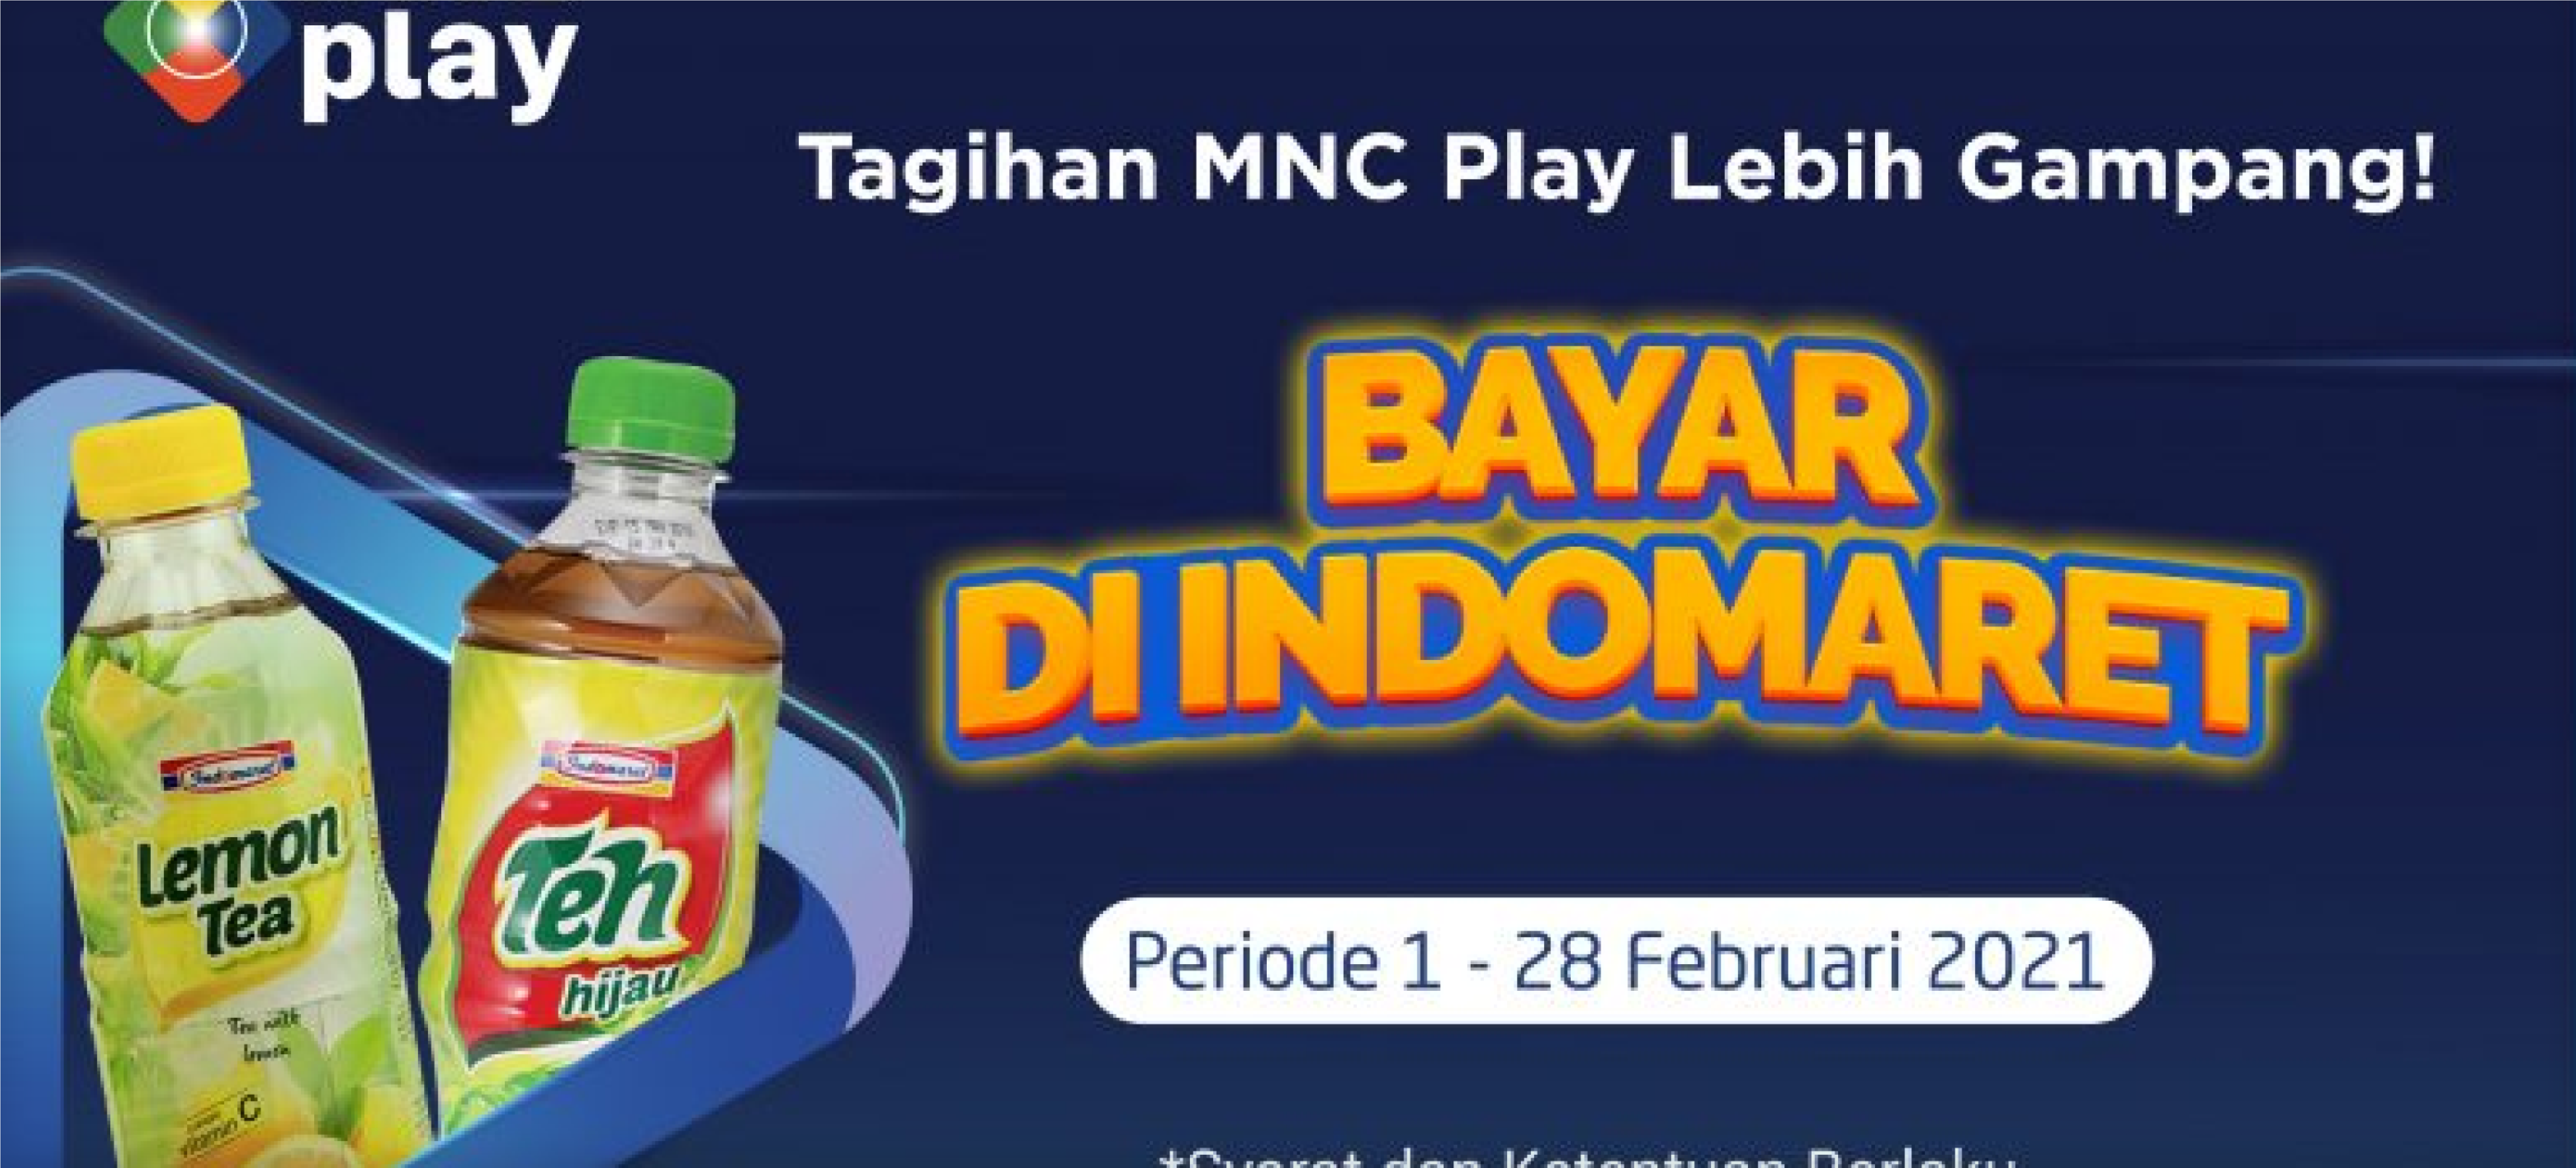 play
Tagihan MNC Play Lebih Gampang!
BAYAR
DI INDOMARET
Periode 1 - 28 Februari 2021
*Syarat dan Ketentuan Berlaku
Indomaret
Lemon
Tea
Tea with
lemon
vitamin C
Indomaret
Teh
hijau